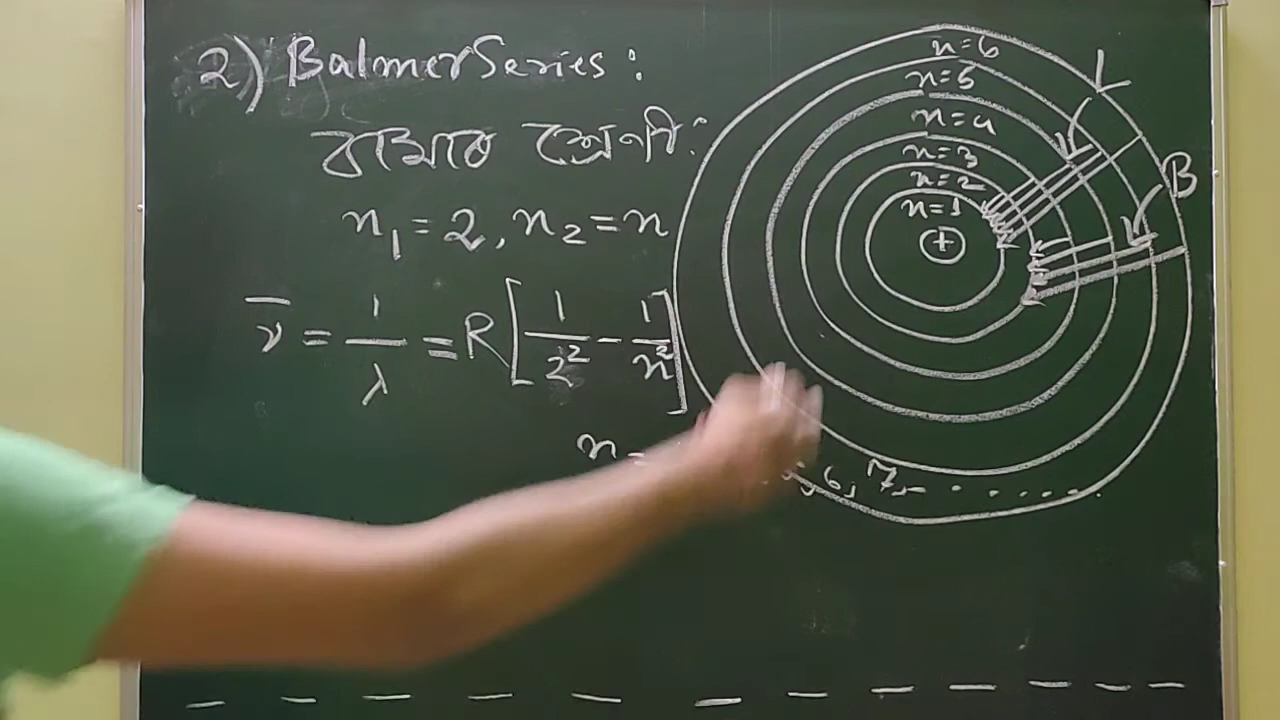 2) Balmer Series :
বামার শ্রেণী :
n₁ = 2, n₂ = n
ν̅ = 1/λ = R[1/2² - 1/n²]
n = , 6, 7, - . . . . . . .
n=6
n=5
n=4
n=3
n=2
n=1
+
L
B